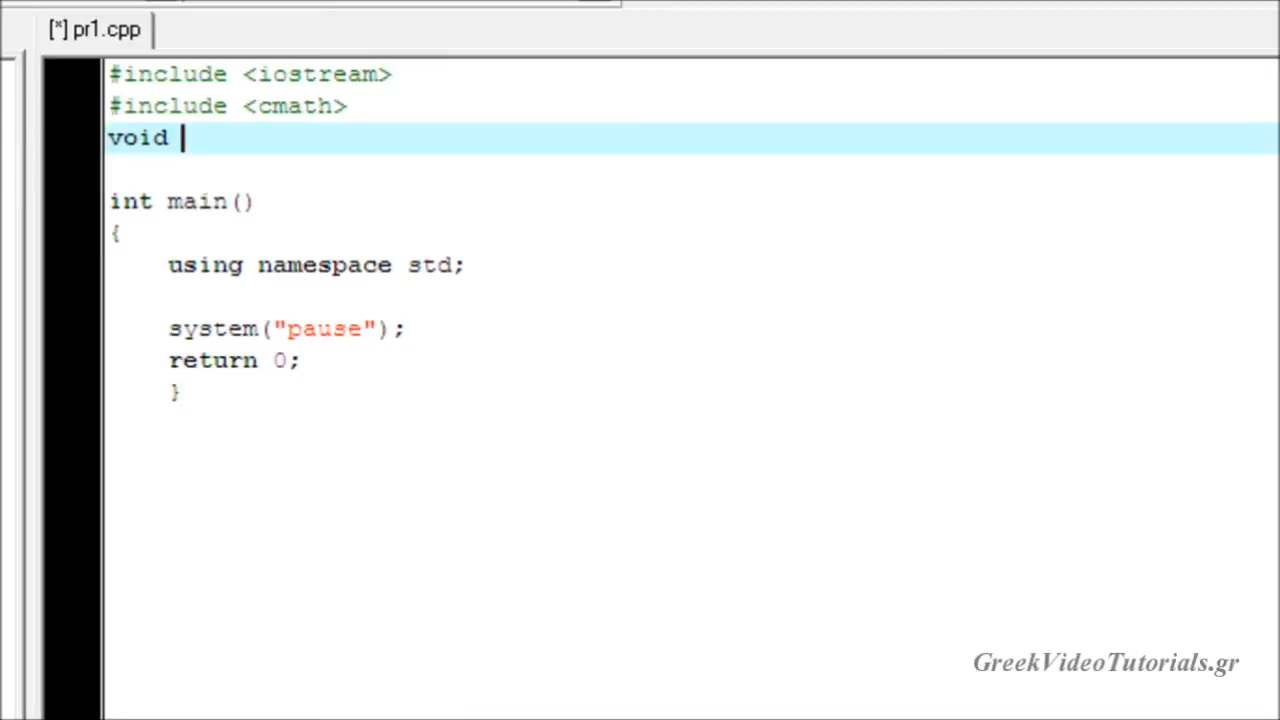 [*] pr1.cpp
#include <iostream>
#include <cmath>
void
int main()
{
using namespace std;
system("pause");
return 0;
}
GreekVideoTutorials.gr